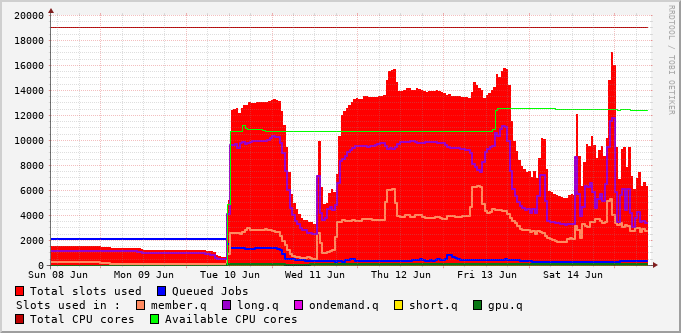 20000
18000
16000
14000
12000
10000
8000
6000
4000
2000
0
Sun 08 Jun Mon 09 Jun Tue 10 Jun Wed 11 Jun Thu 12 Jun Fri 13 Jun Sat 14 Jun
Total slots used Queued Jobs
Slots used in : member.q long.q ondemand.q short.q gpu.q
Total CPU cores Available CPU cores
RRDTOOL / TOBI OETIKER